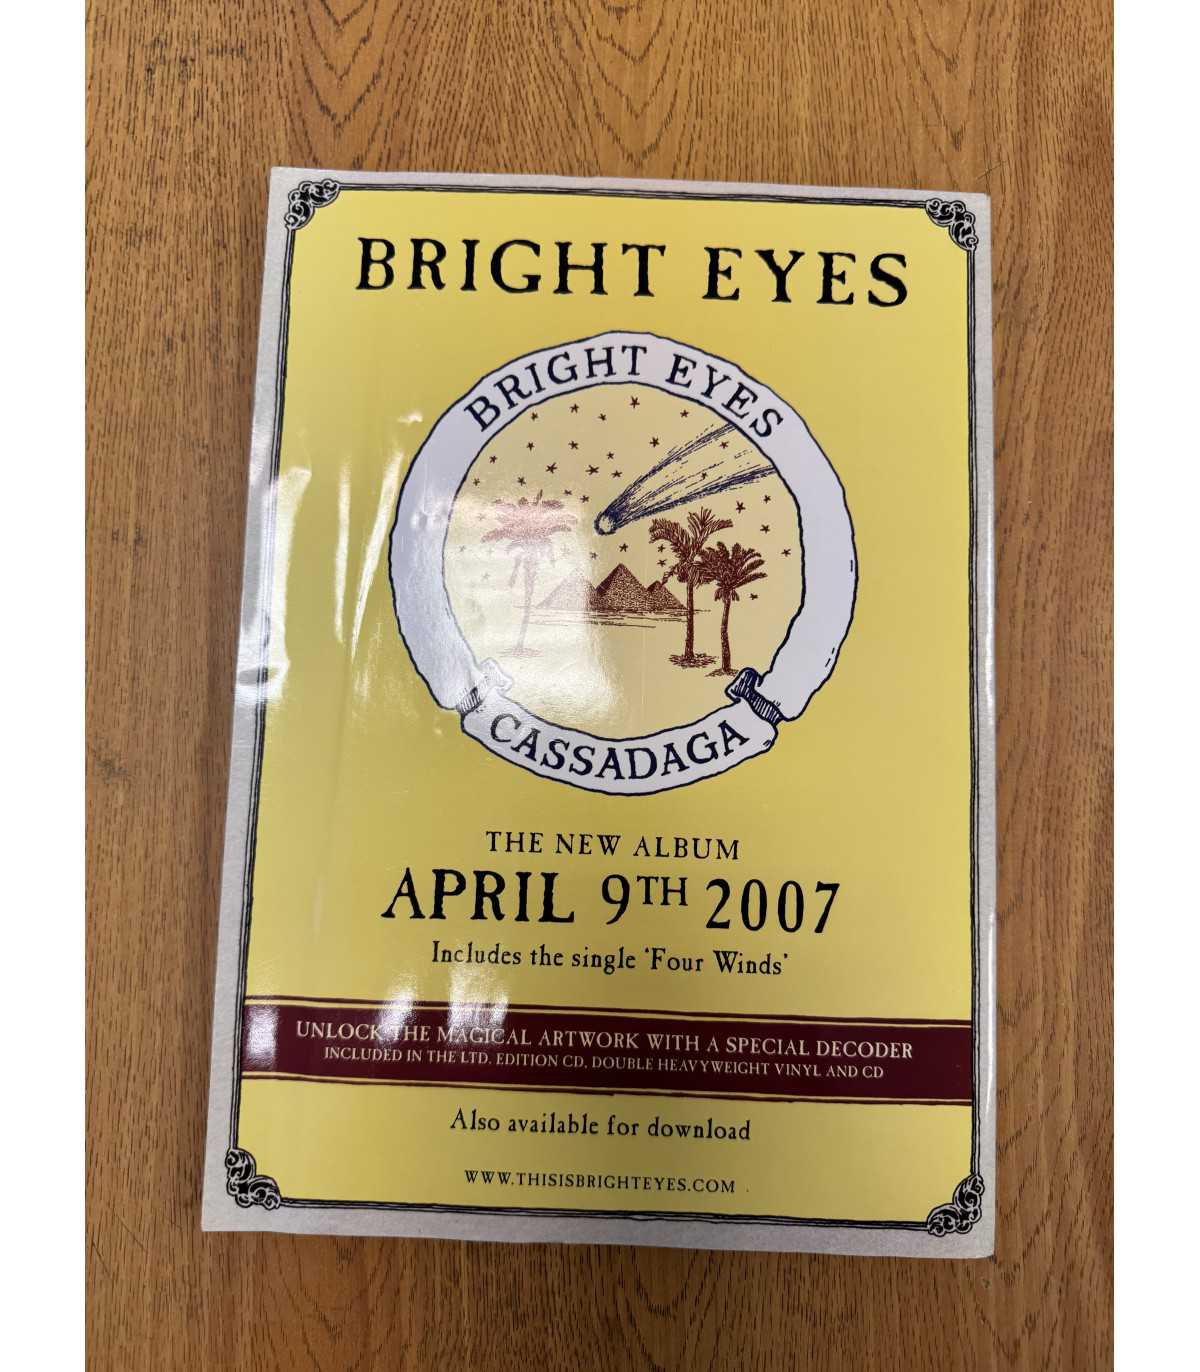 BRIGHT EYES
BRIGHT EYES
CASSADAGA
THE NEW ALBUM
APRIL 9TH 2007
Includes the single ‘Four Winds’
UNLOCK THE MAGICAL ARTWORK WITH A SPECIAL DECODER
INCLUDED IN THE LTD. EDITION CD, DOUBLE HEAVYWEIGHT VINYL AND CD
Also available for download
WWW.THISISBRIGHTEYES.COM